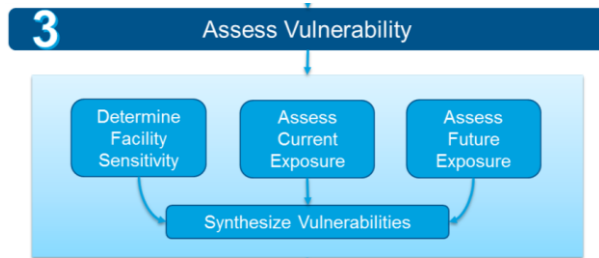 3
Assess Vulnerability
Determine
Facility
Sensitivity
Assess
Current
Exposure
Assess
Future
Exposure
Synthesize Vulnerabilities